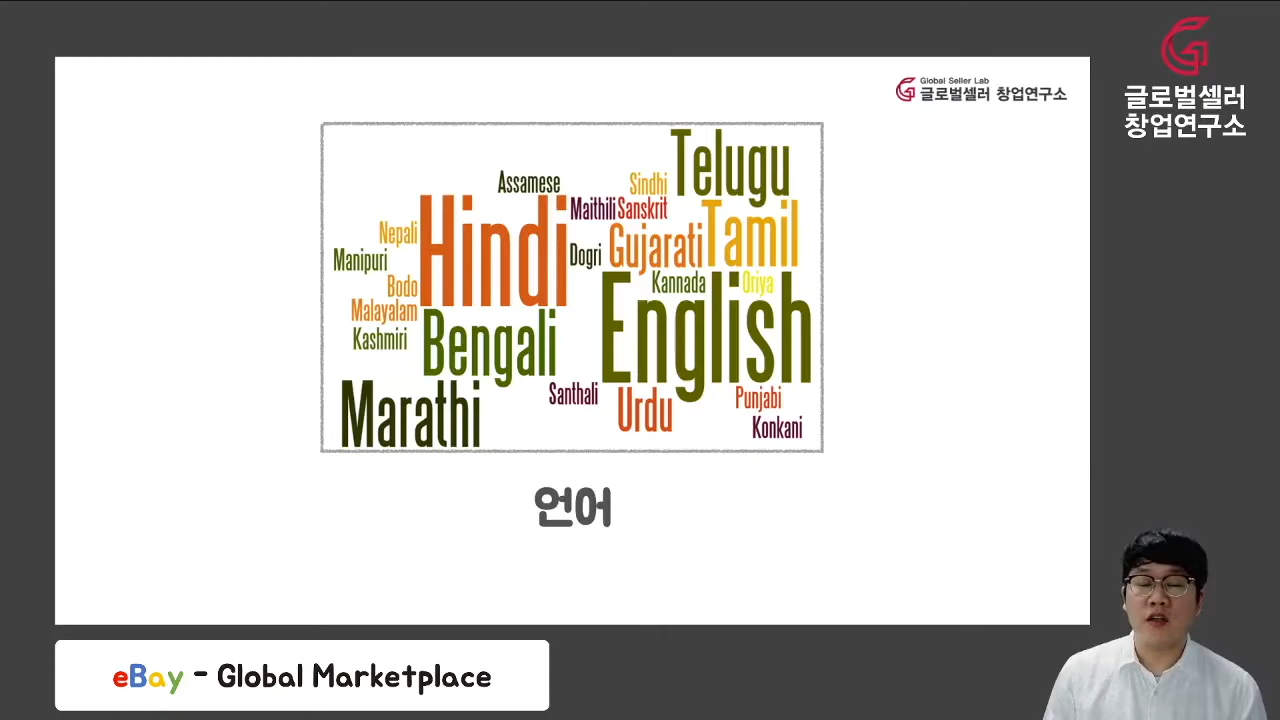 Global Seller Lab
글로벌셀러 창업연구소
글로벌셀러
창업연구소
Telugu
Assamese
Sindhi
Maithili
Sanskrit
Hindi
Tamil
Nepali
Gujarati
Manipuri
Dogri
Bodo
Kannada
Oriya
Malayalam
English
Kashmiri
Bengali
Marathi
Santhali
Urdu
Punjabi
Konkani
언어
eBay - Global Marketplace